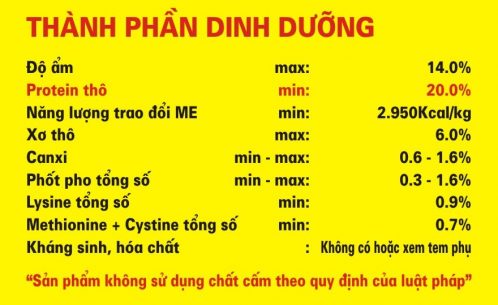 THÀNH PHẦN DINH DƯỠNG
Độ ẩm max: 14.0%
Protein thô min: 20.0%
Năng lượng trao đổi ME min: 2.950Kcal/kg
Xơ thô max: 6.0%
Canxi min - max: 0.6 - 1.6%
Phốt pho tổng số min - max: 0.3 - 1.6%
Lysine tổng số min: 0.9%
Methionine + Cystine tổng số min: 0.7%
Kháng sinh, hóa chất : Không có hoặc xem tem phụ
“Sản phẩm không sử dụng chất cấm theo quy định của luật pháp”